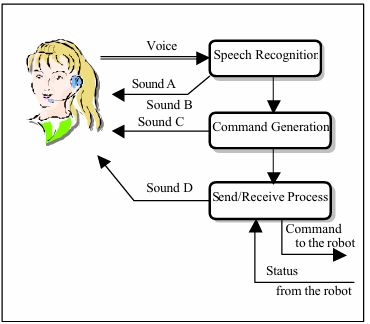 Voice
Speech Recognition
Sound A
Sound B
Sound C
Command Generation
Sound D
Send/Receive Process
Command
to the robot
Status
from the robot